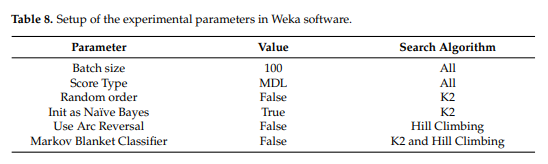 Table 8. Setup of the experimental parameters in Weka software.
Parameter Value Search Algorithm
Batch size 100 All
Score Type MDL All
Random order False K2
Init as Naïve Bayes True K2
Use Arc Reversal False Hill Climbing
Markov Blanket Classifier False K2 and Hill Climbing